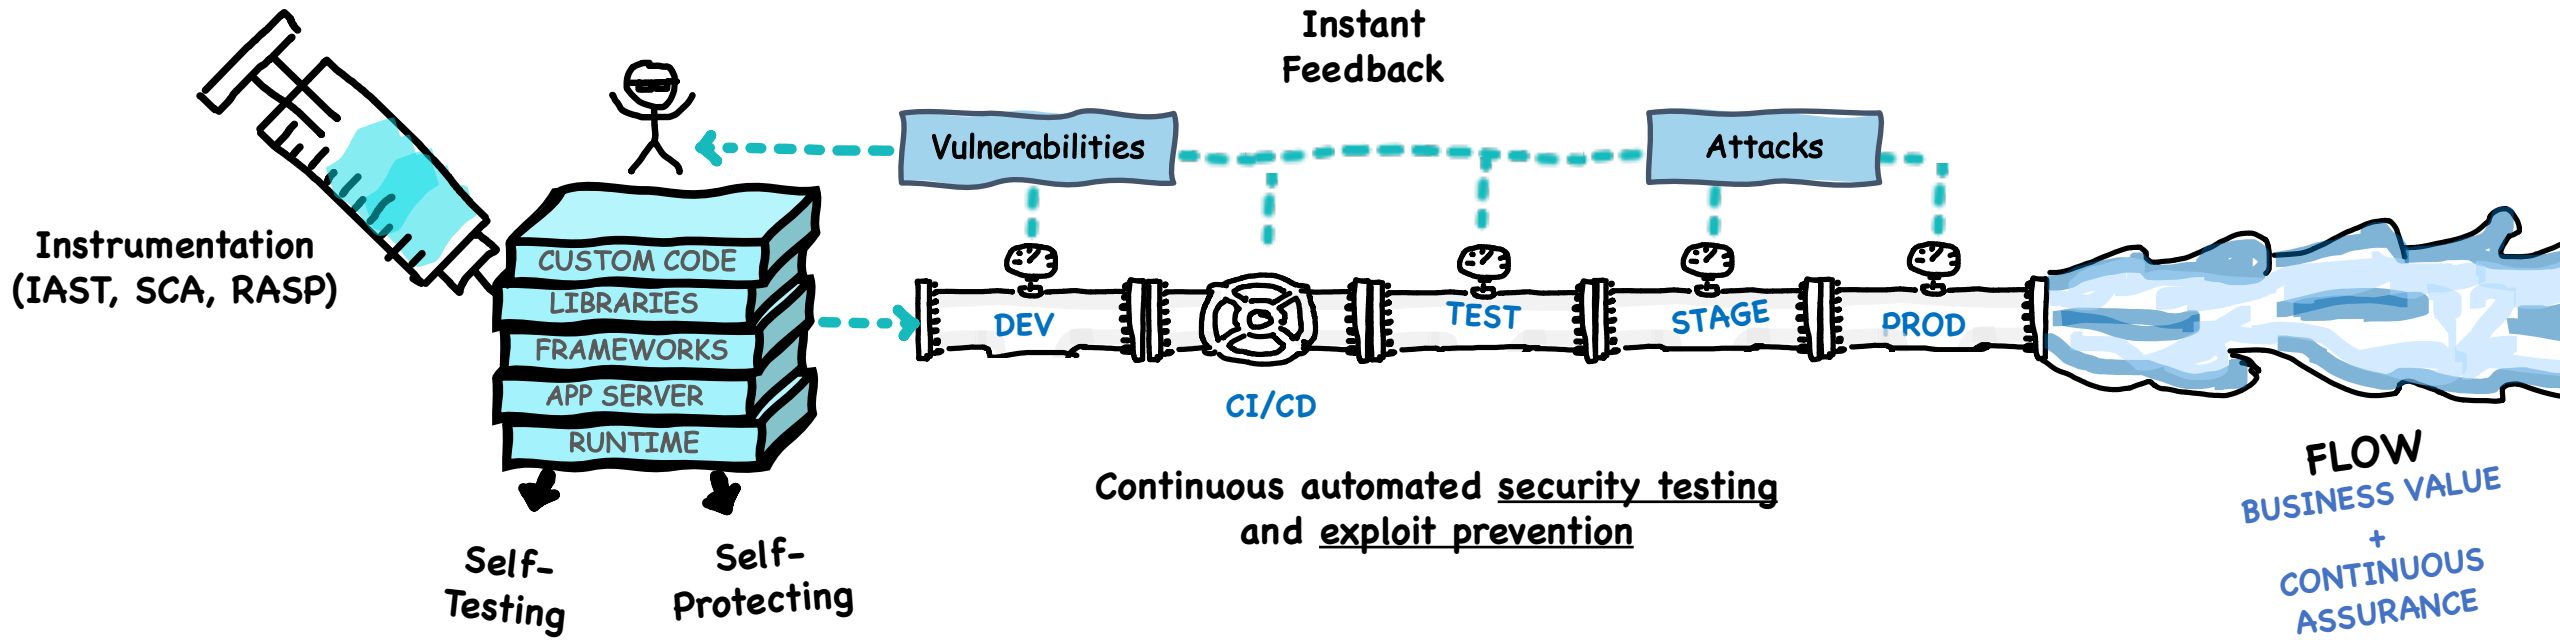 Instant
Feedback
Vulnerabilities
Attacks
Instrumentation
(IAST, SCA, RASP)
CUSTOM CODE
LIBRARIES
FRAMEWORKS
APP SERVER
RUNTIME
DEV
TEST
STAGE
PROD
CI/CD
Continuous automated security testing
and exploit prevention
Self-
Testing
Self-
Protecting
FLOW
BUSINESS VALUE
+
CONTINUOUS
ASSURANCE